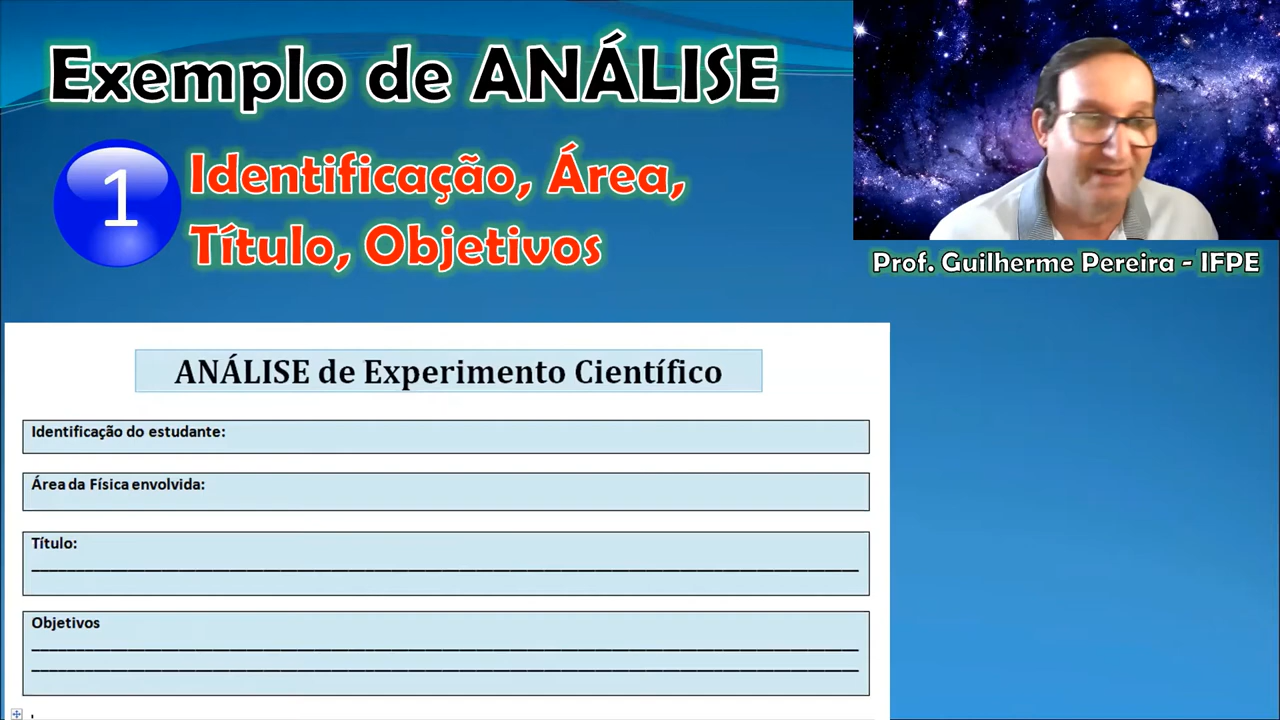 Exemplo de ANÁLISE
1
Identificação, Área,
Título, Objetivos
Prof. Guilherme Pereira - IFPE
ANÁLISE de Experimento Científico
Identificação do estudante:
Área da Física envolvida:
Título:
Objetivos